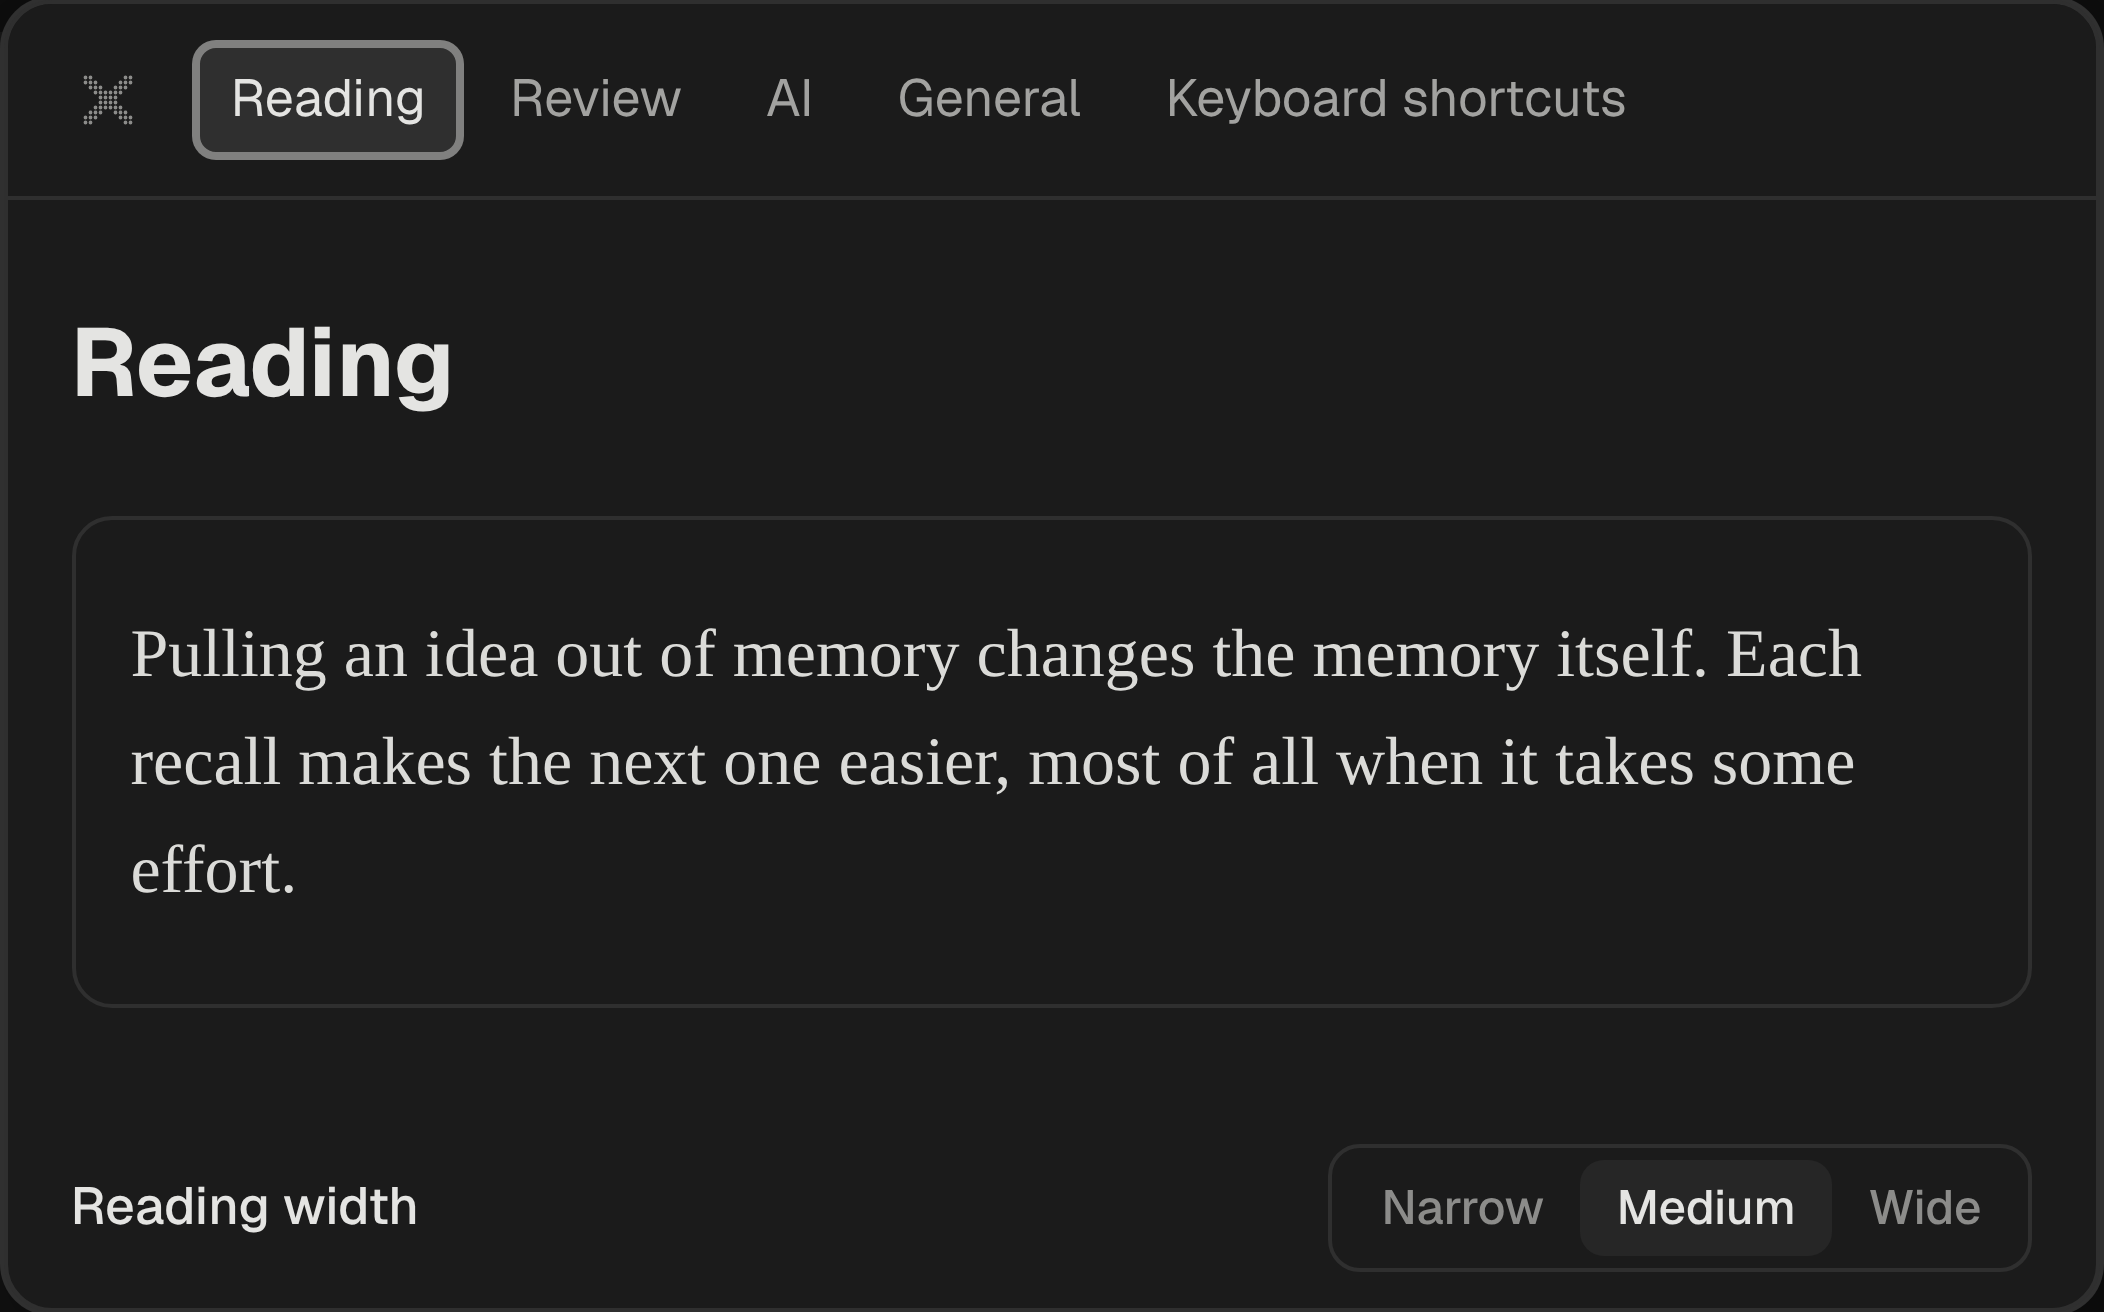 Reading Review AI General Keyboard shortcuts
Reading
Pulling an idea out of memory changes the memory itself. Each
recall makes the next one easier, most of all when it takes some
effort.
Reading width Narrow Medium Wide